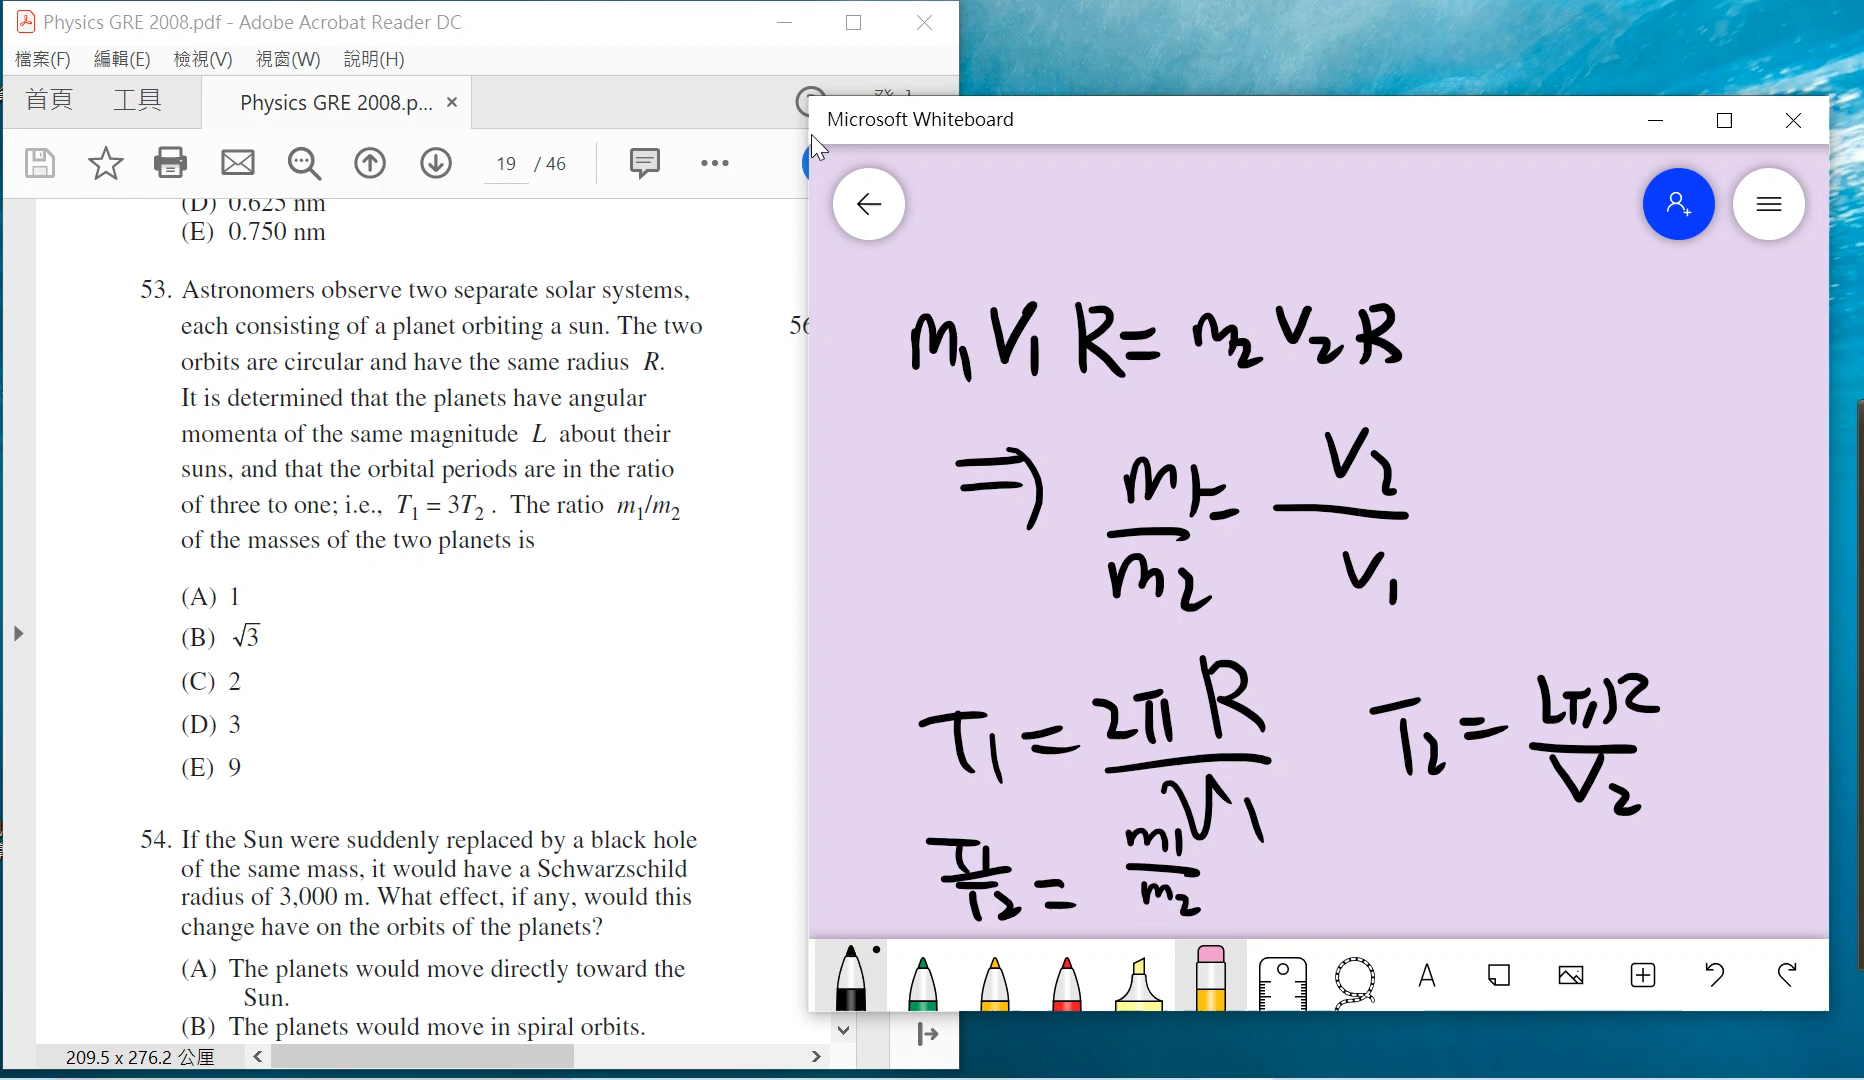 Physics GRE 2008.pdf - Adobe Acrobat Reader DC
檔案(F) 編輯(E) 檢視(V) 視窗(W) 說明(H)
首頁 工具 Physics GRE 2008.p... ×
19 / 46
(D) 0.625 nm
(E) 0.750 nm
53. Astronomers observe two separate solar systems,
each consisting of a planet orbiting a sun. The two
orbits are circular and have the same radius R.
It is determined that the planets have angular
momenta of the same magnitude L about their
suns, and that the orbital periods are in the ratio
of three to one; i.e., T₁ = 3T₂ . The ratio m₁/m₂
of the masses of the two planets is
(A) 1
(B) √3
(C) 2
(D) 3
(E) 9
54. If the Sun were suddenly replaced by a black hole
of the same mass, it would have a Schwarzschild
radius of 3,000 m. What effect, if any, would this
change have on the orbits of the planets?
(A) The planets would move directly toward the
Sun.
(B) The planets would move in spiral orbits.
209.5 x 276.2 公厘
Microsoft Whiteboard
m₁ V₁ R = m₂ V₂ R
⇒ m₁/m₂ = V₂/V₁
T₁ = 2π R/V₁ T₂ = 2πR/V₂
T₁/T₂ = m₁/m₂